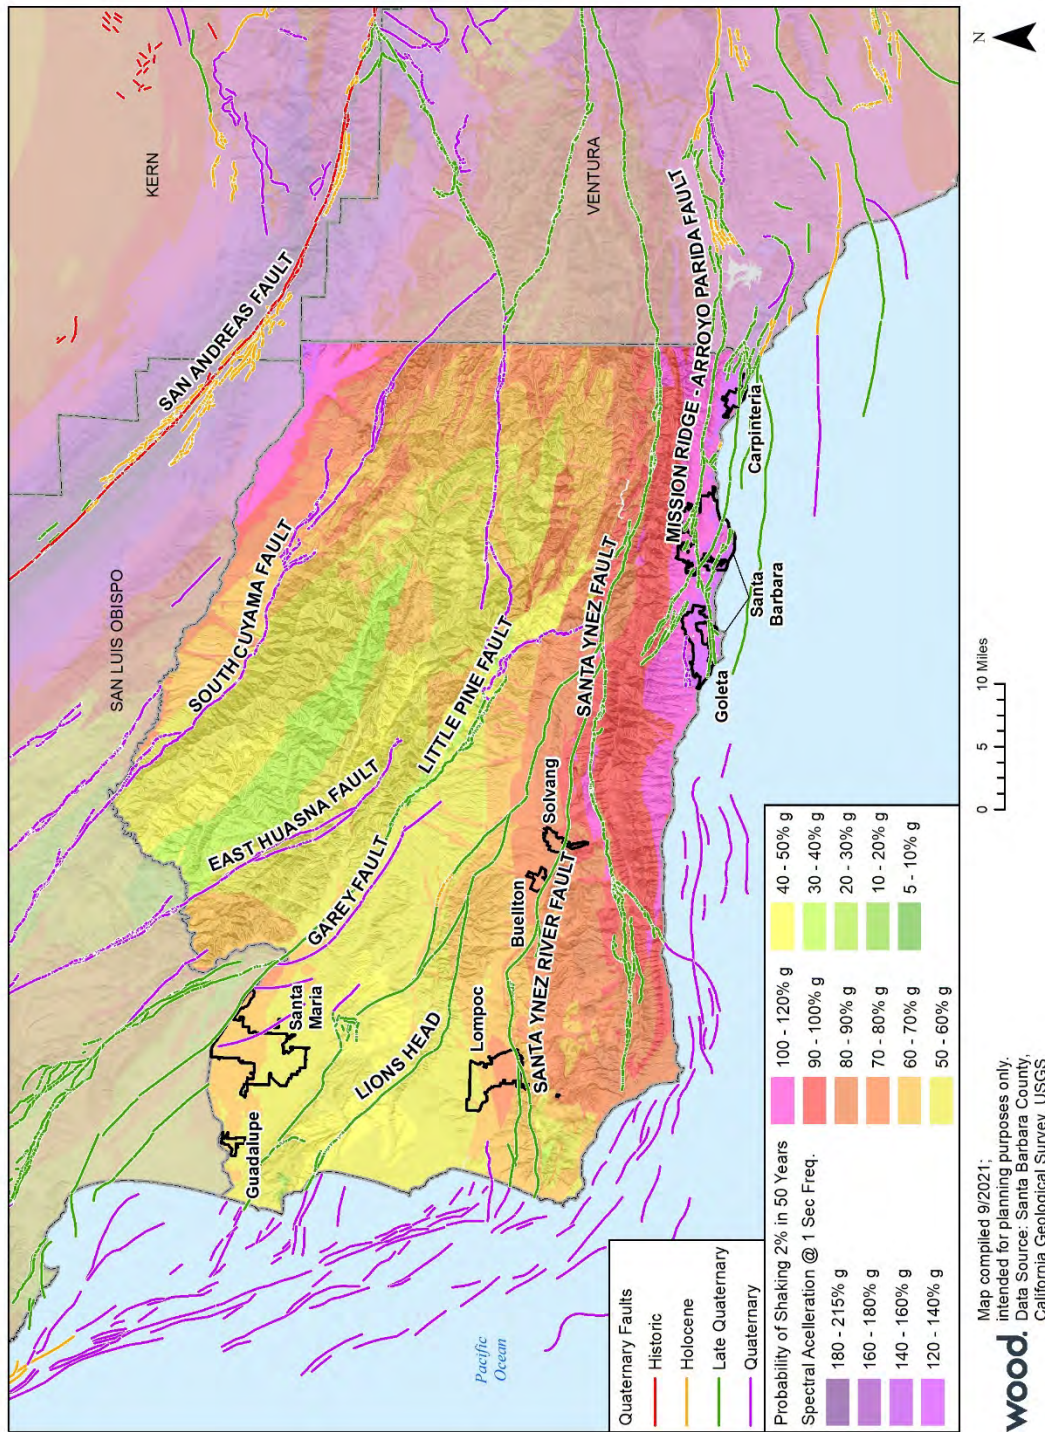 KERN
SAN ANDREAS FAULT
SAN LUIS OBISPO
VENTURA
SOUTH CUYAMA FAULT
EAST HUASNA FAULT
GAREY FAULT
LITTLE PINE FAULT
SANTA YNEZ FAULT
MISSION RIDGE - ARROYO PARIDA FAULT
LIONS HEAD
SANTA YNEZ RIVER FAULT
Santa
Maria
Guadalupe
Lompoc
Buellton
Solvang
Goleta
Santa
Barbara
Carpinteria
Pacific
Ocean
Quaternary Faults
Historic
Holocene
Late Quaternary
Quaternary
Probability of Shaking 2% in 50 Years
Spectral Acelleration @ 1 Sec Freq.
180 - 215% g
160 - 180% g
140 - 160% g
120 - 140% g
100 - 120% g
90 - 100% g
80 - 90% g
70 - 80% g
60 - 70% g
50 - 60% g
40 - 50% g
30 - 40% g
20 - 30% g
10 - 20% g
5 - 10% g
0 5 10 Miles
N
wood.
Map compiled 9/2021;
intended for planning purposes only.
Data Source: Santa Barbara County,
California Geological Survey, USGS